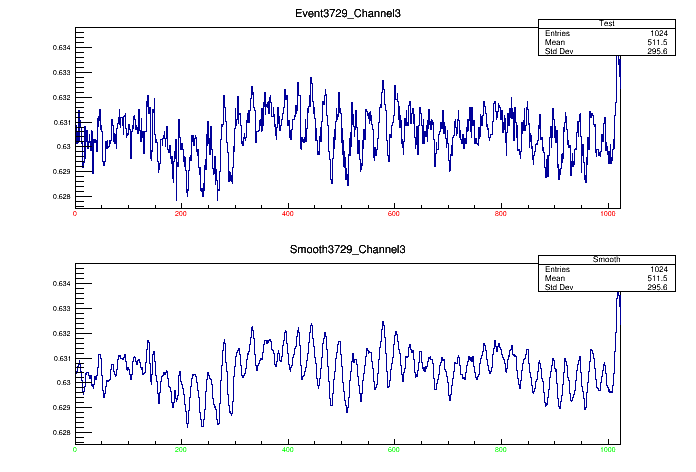 Event3729_Channel3
Test
Entries 1024
Mean 511.5
Std Dev 295.6
0.634
0.633
0.632
0.631
0.63
0.629
0.628
0 200 400 600 800 1000
Smooth3729_Channel3
Smooth
Entries 1024
Mean 511.5
Std Dev 295.6
0.634
0.633
0.632
0.631
0.63
0.629
0.628
0 200 400 600 800 1000